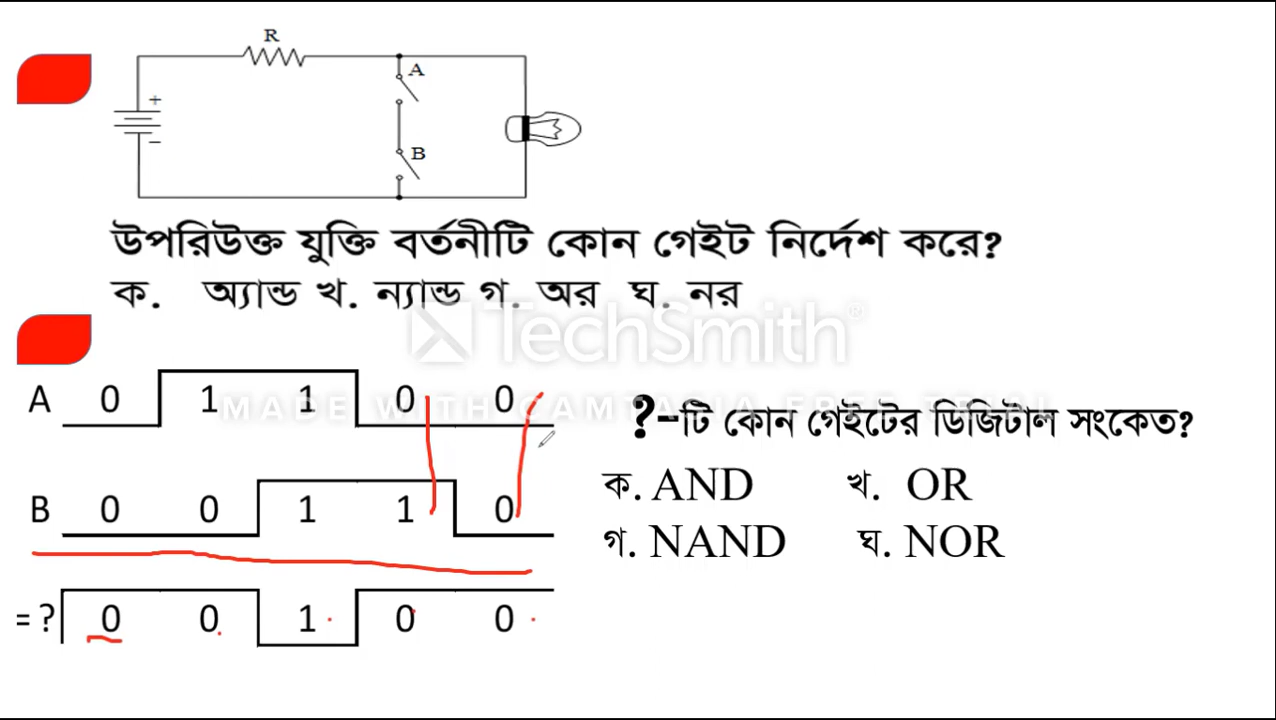 R
A
+
−
B
উপরিউক্ত যুক্তি বর্তনীটি কোন গেইট নির্দেশ করে?
ক. অ্যান্ড খ. ন্যান্ড গ. অর ঘ. নর
TechSmith®
MADE WITH CAMTASIA FREE TRIAL
A 0 1 1 0 0
?-টি কোন গেইটের ডিজিটাল সংকেত?
ক. AND খ. OR
B 0 0 1 1 0
গ. NAND ঘ. NOR
= ? 0 0 1 0 0